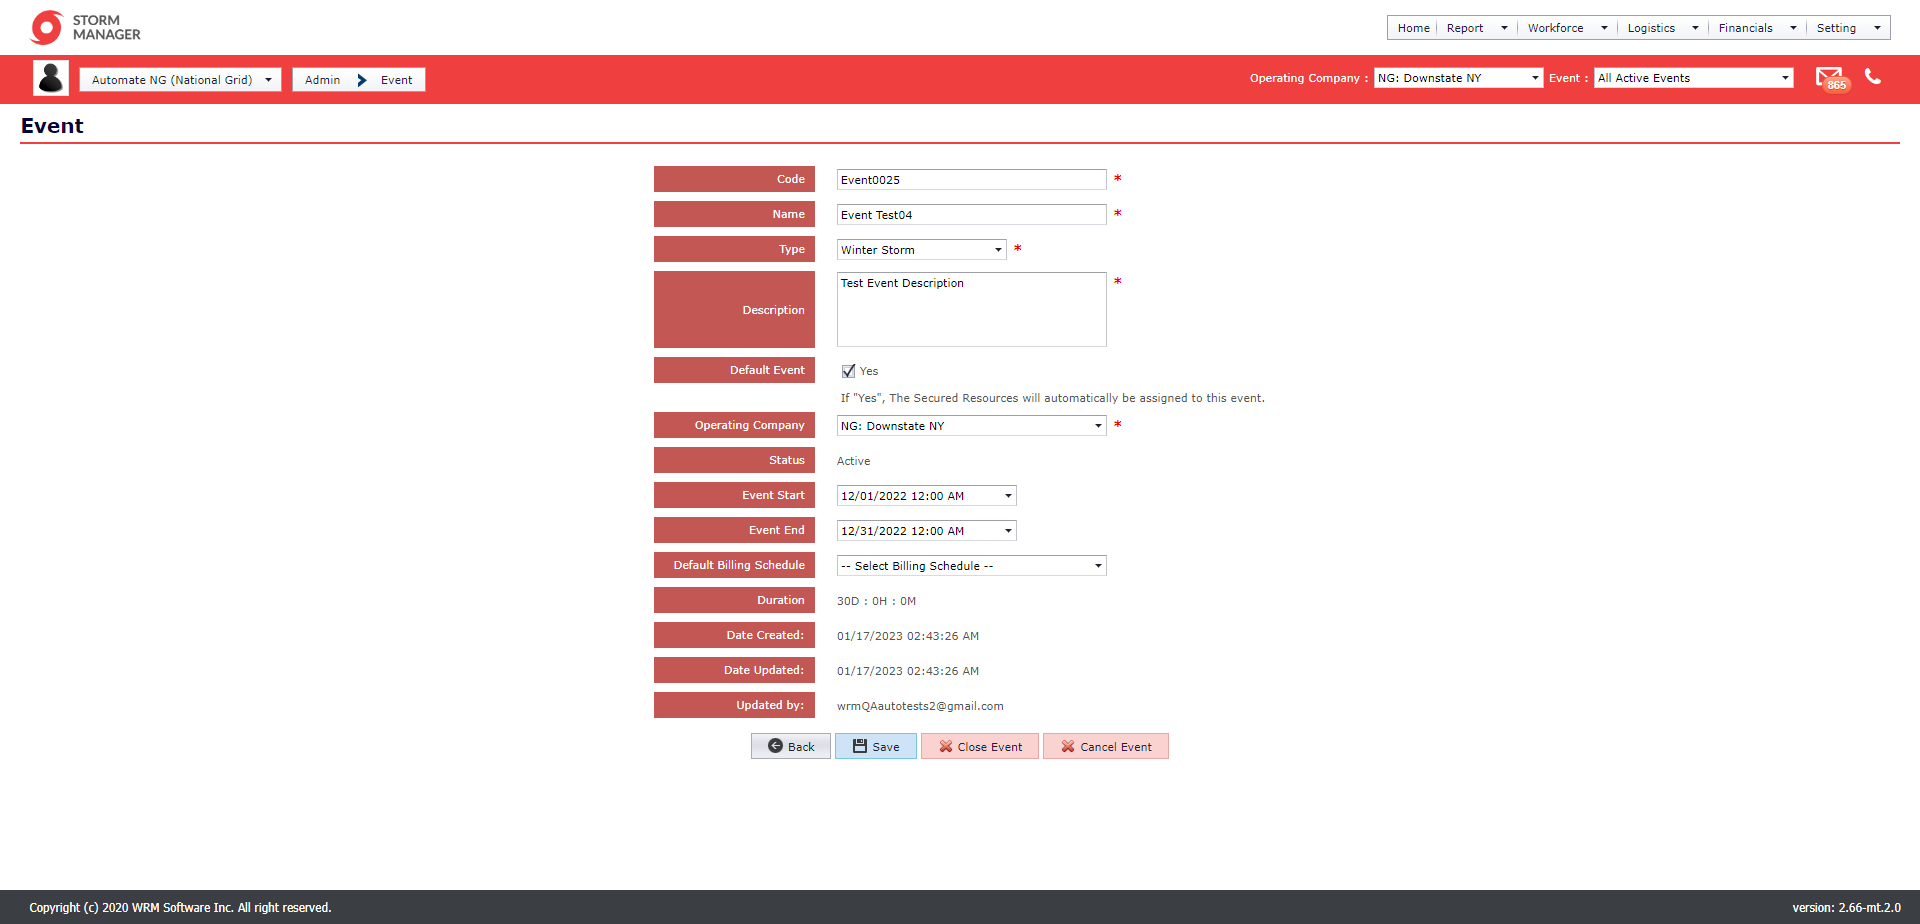 STORM
MANAGER
Home Report Workforce Logistics Financials Setting
Automate NG (National Grid) Admin Event Operating Company : NG: Downstate NY Event : All Active Events 865
Event
Code Event0025 *
Name Event Test04 *
Type Winter Storm *
Description Test Event Description *
Default Event Yes
If "Yes", The Secured Resources will automatically be assigned to this event.
Operating Company NG: Downstate NY *
Status Active
Event Start 12/01/2022 12:00 AM
Event End 12/31/2022 12:00 AM
Default Billing Schedule -- Select Billing Schedule --
Duration 30D : 0H : 0M
Date Created: 01/17/2023 02:43:26 AM
Date Updated: 01/17/2023 02:43:26 AM
Updated by: wrmQAautotests2@gmail.com
Back Save Close Event Cancel Event
Copyright (c) 2020 WRM Software Inc. All right reserved. version: 2.66-mt.2.0